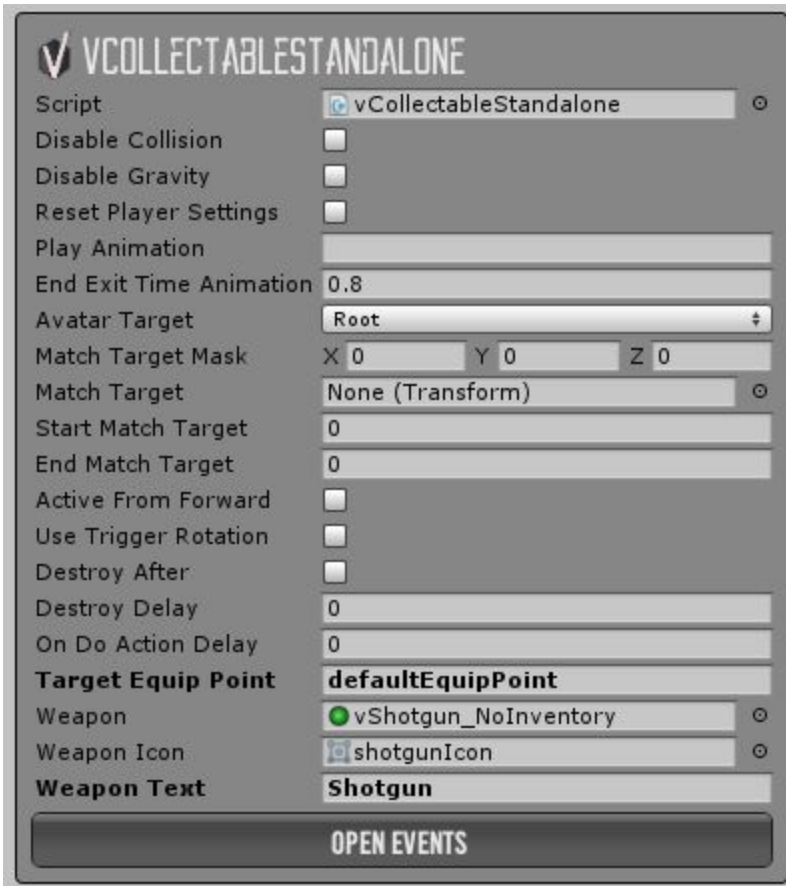 VCOLLECTABLESTANDALONE
Script vCollectableStandalone
Disable Collision
Disable Gravity
Reset Player Settings
Play Animation
End Exit Time Animation 0.8
Avatar Target Root
Match Target Mask X 0 Y 0 Z 0
Match Target None (Transform)
Start Match Target 0
End Match Target 0
Active From Forward
Use Trigger Rotation
Destroy After
Destroy Delay 0
On Do Action Delay 0
Target Equip Point defaultEquipPoint
Weapon vShotgun_NoInventory
Weapon Icon shotgunIcon
Weapon Text Shotgun
OPEN EVENTS